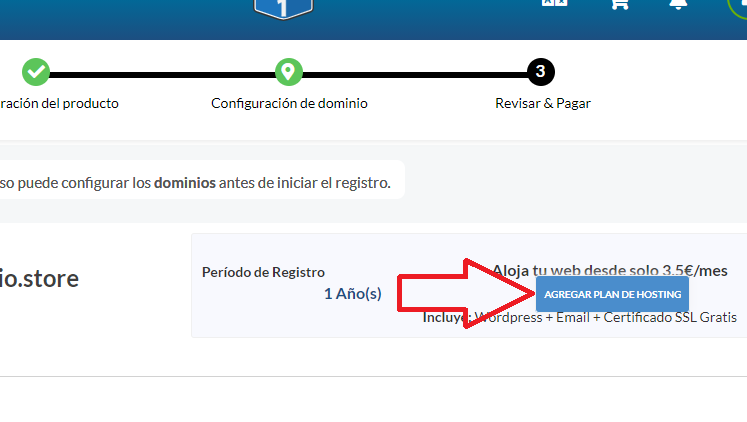 1
3
ración del producto
Configuración de dominio
Revisar & Pagar
so puede configurar los dominios antes de iniciar el registro.
io.store
Período de Registro
1 Año(s)
Aloja tu web desde solo 3.5€/mes
AGREGAR PLAN DE HOSTING
Incluye: Wordpress + Email + Certificado SSL Gratis